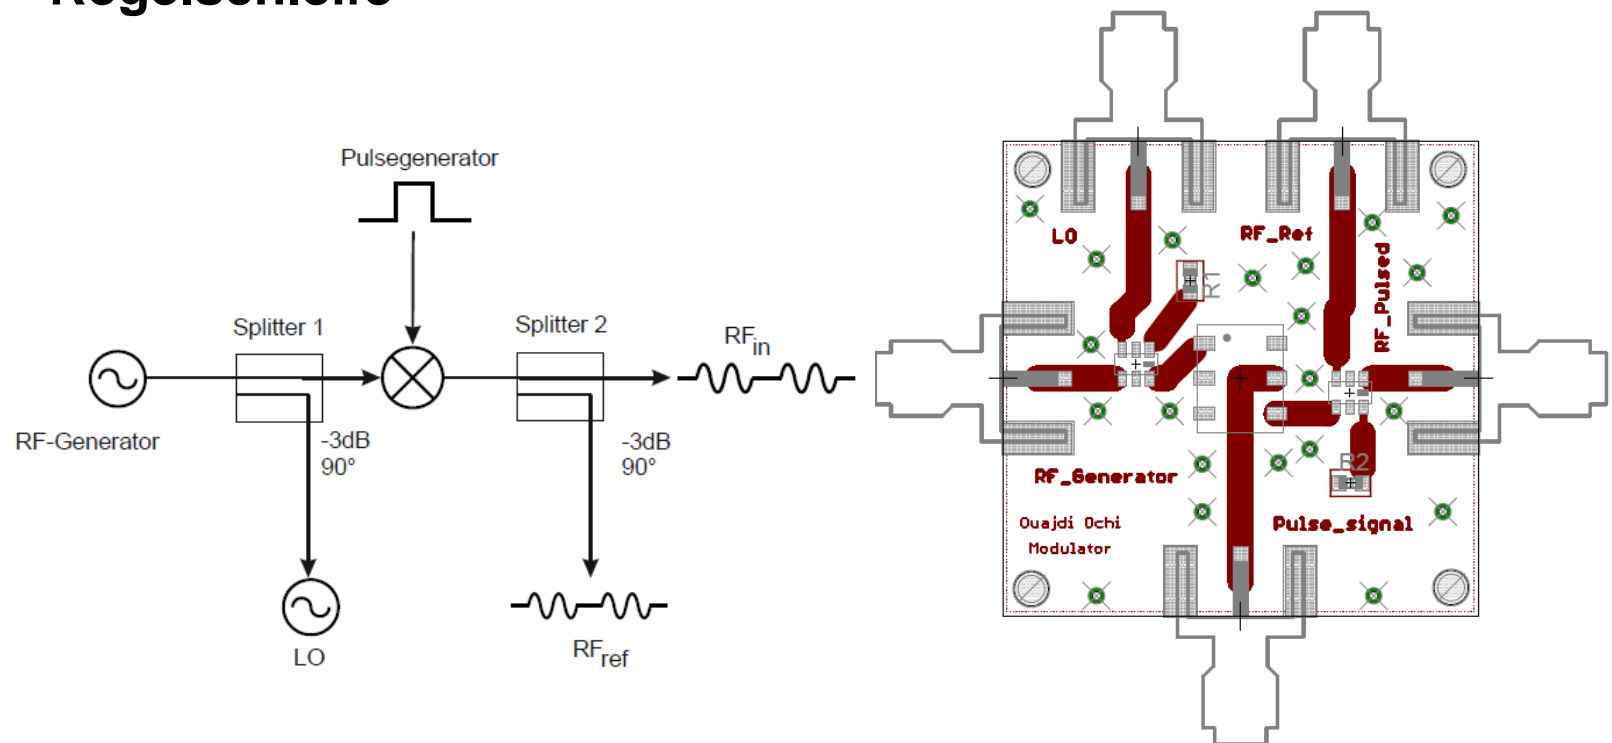 Regelschleife
Pulsegenerator
Splitter 1
Splitter 2
RFin
RF-Generator
-3dB
90°
-3dB
90°
LO
RFref
LO
RF_Ref
R1
RF_Pulsed
RF_Generator
R2
Pulse_signal
Ouajdi Ochi
Modulator